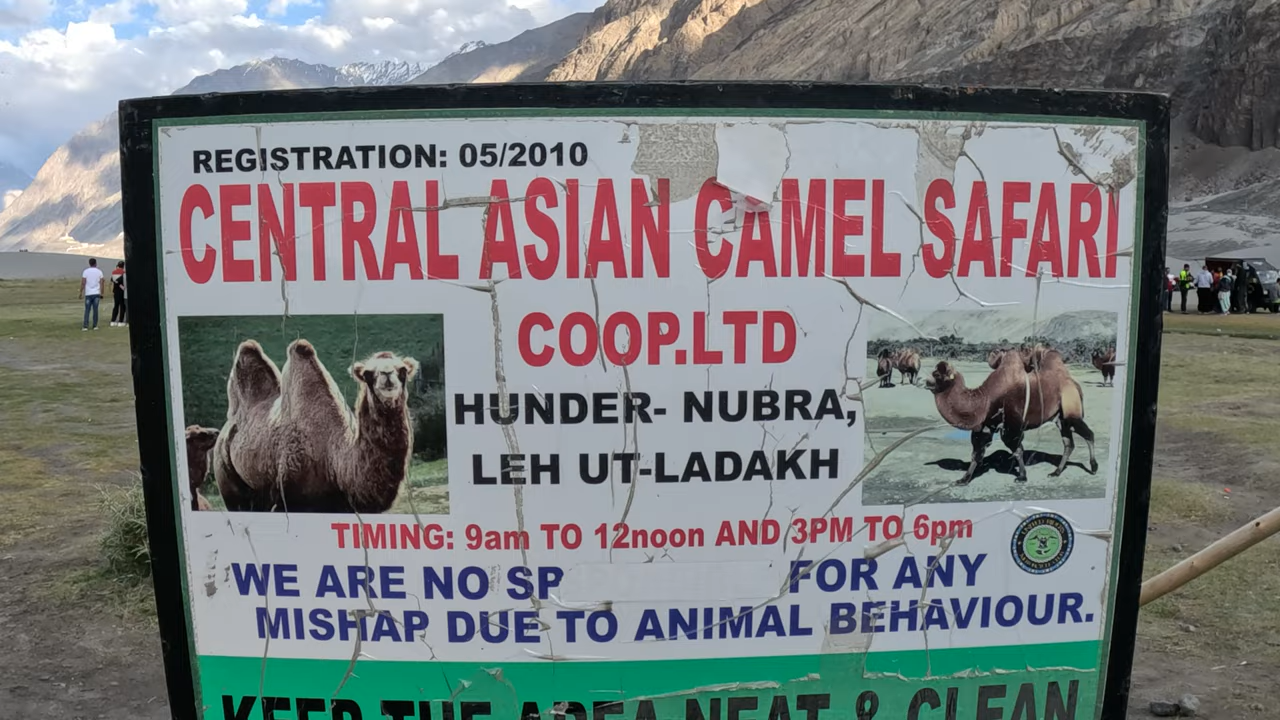 REGISTRATION: 05/2010
CENTRAL ASIAN CAMEL SAFARI
COOP.LTD
HUNDER- NUBRA,
LEH UT-LADAKH
TIMING: 9am TO 12noon AND 3PM TO 6pm
WE ARE NO SP FOR ANY
MISHAP DUE TO ANIMAL BEHAVIOUR.
KEEP THE AREA NEAT & CLEAN